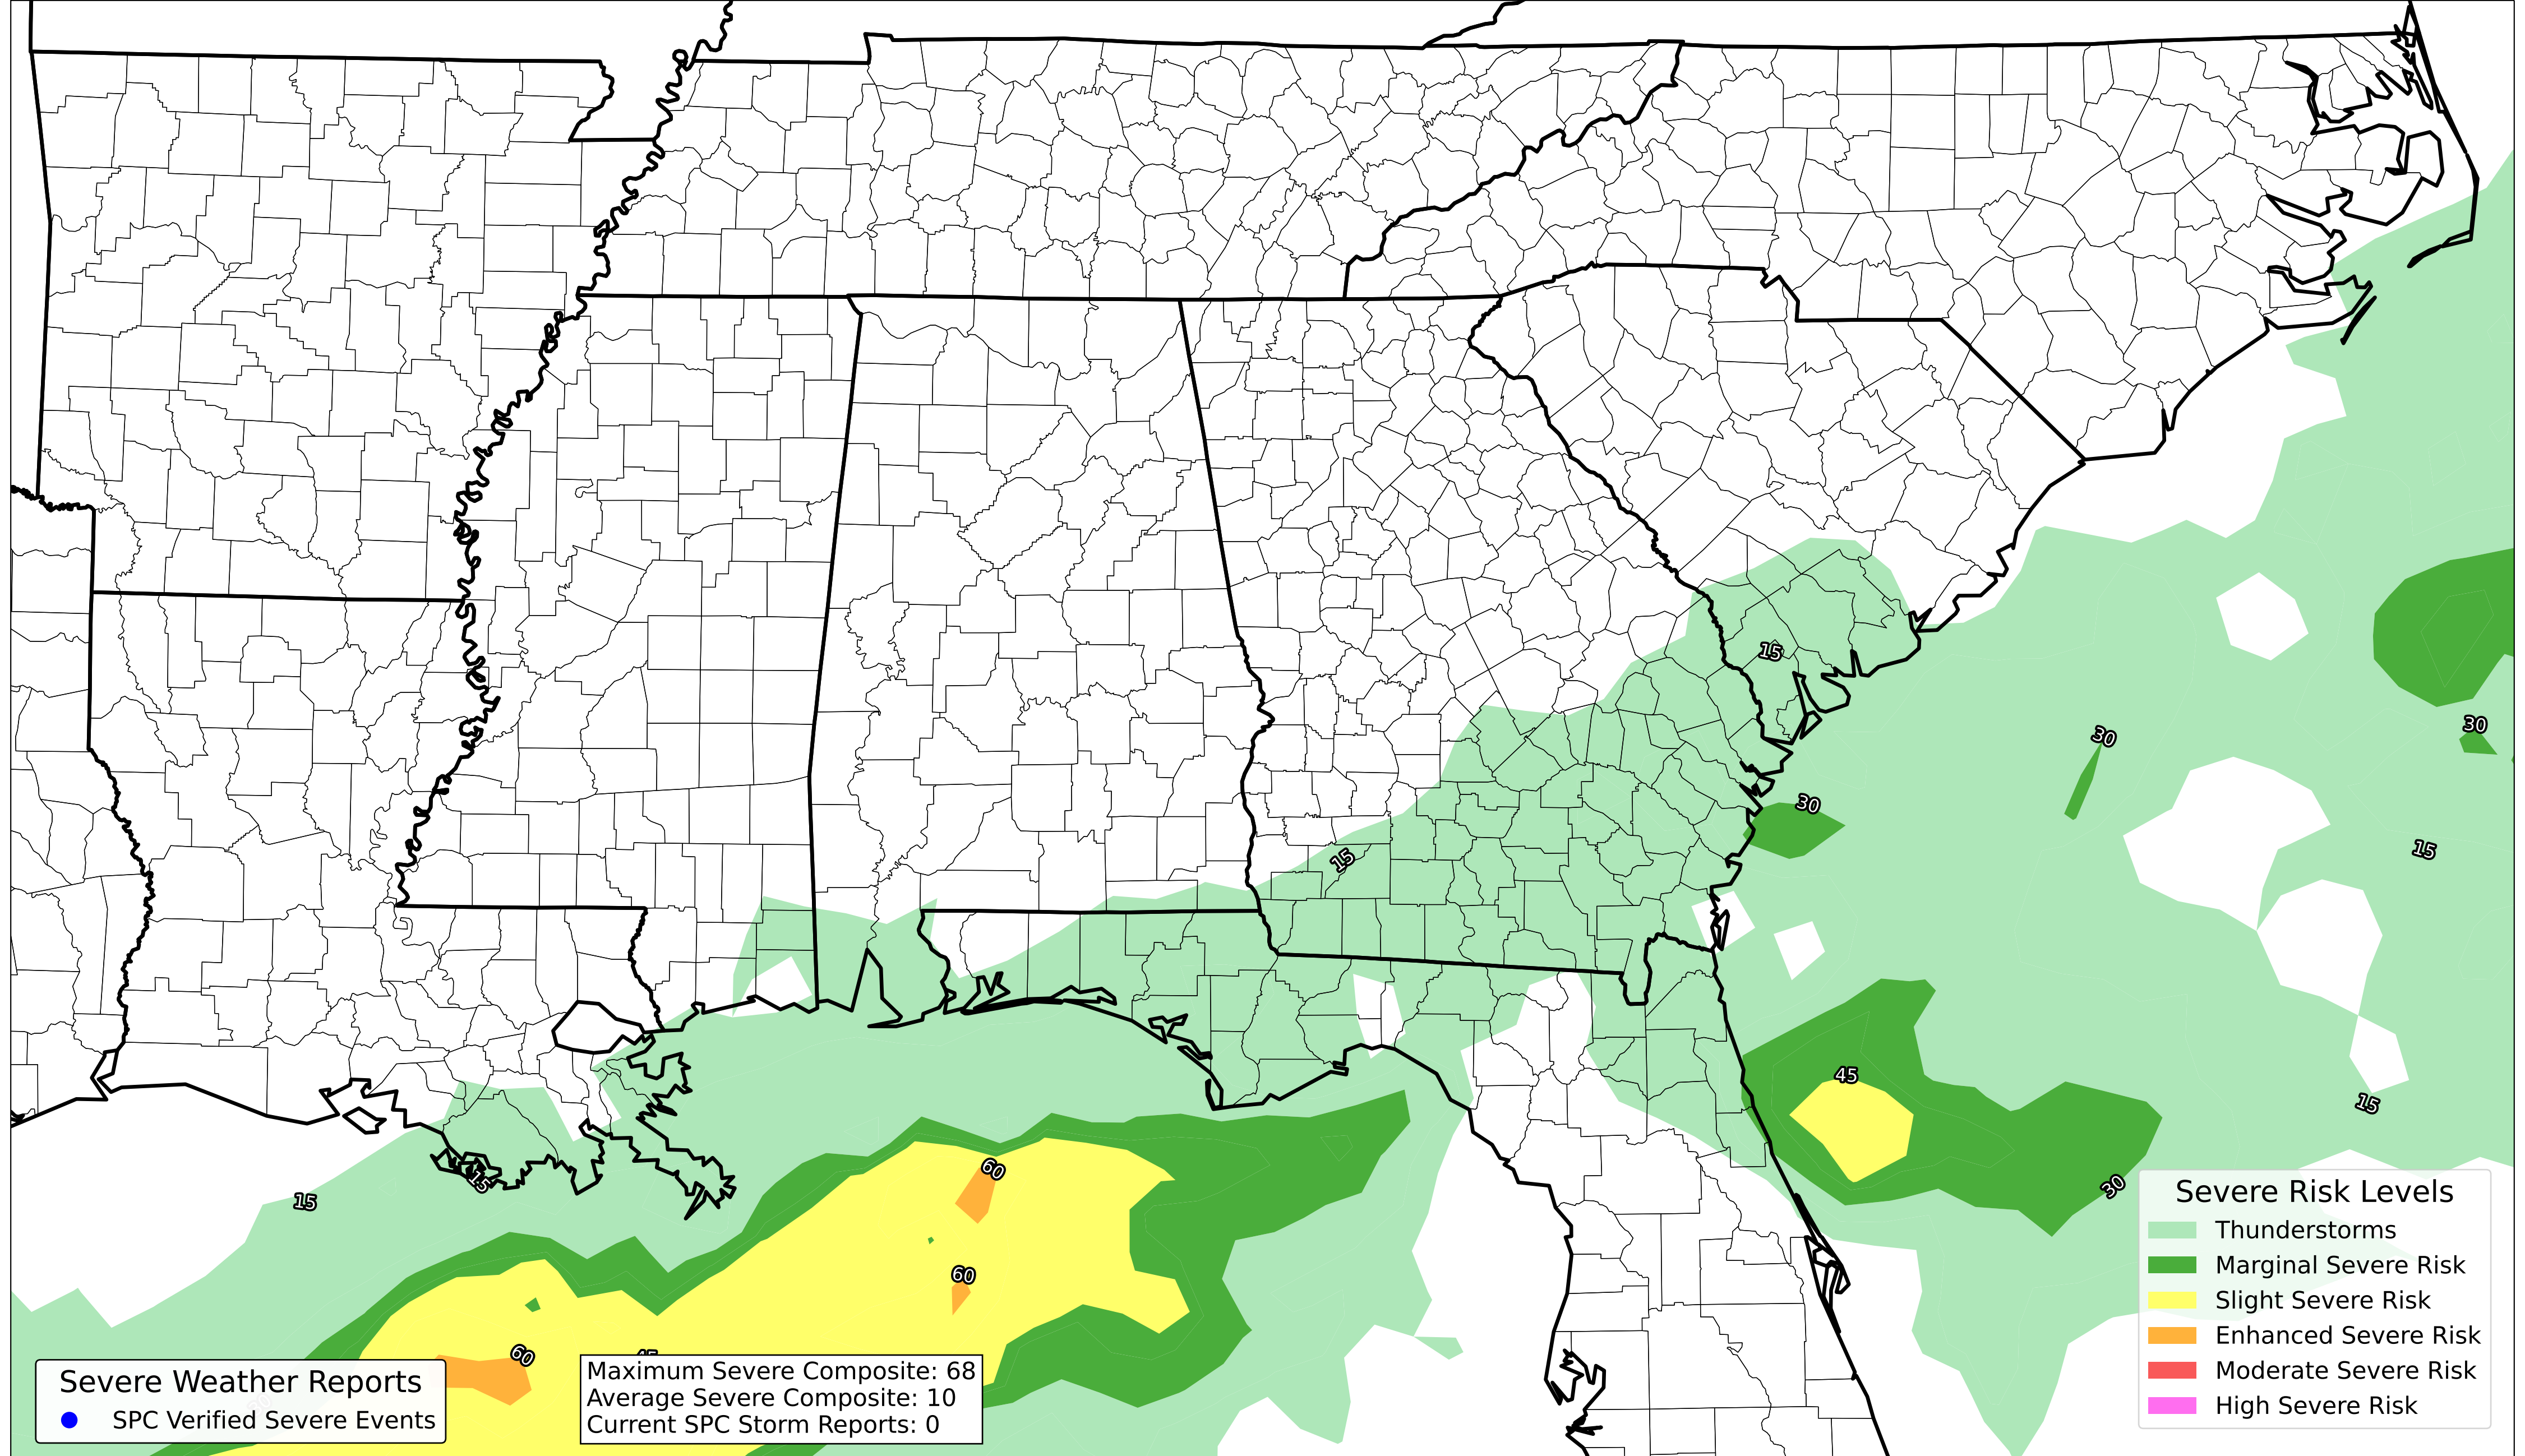 15
30
30
15
15
30
45
15
60
15
15
30
60
60
45
Severe Risk Levels
Thunderstorms
Marginal Severe Risk
Slight Severe Risk
Enhanced Severe Risk
Moderate Severe Risk
High Severe Risk
Severe Weather Reports
SPC Verified Severe Events
Maximum Severe Composite: 68
Average Severe Composite: 10
Current SPC Storm Reports: 0